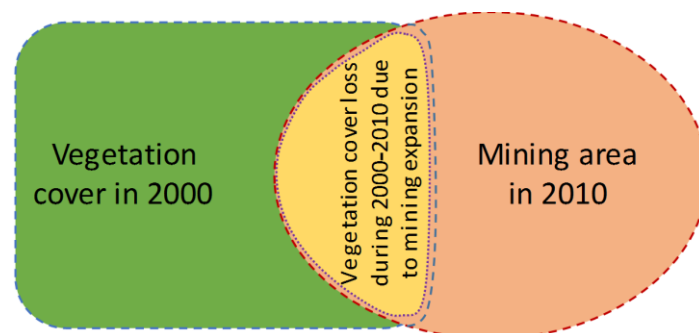 Vegetation
cover in 2000
Vegetation cover loss
during 2000-2010 due
to mining expansion
Mining area
in 2010